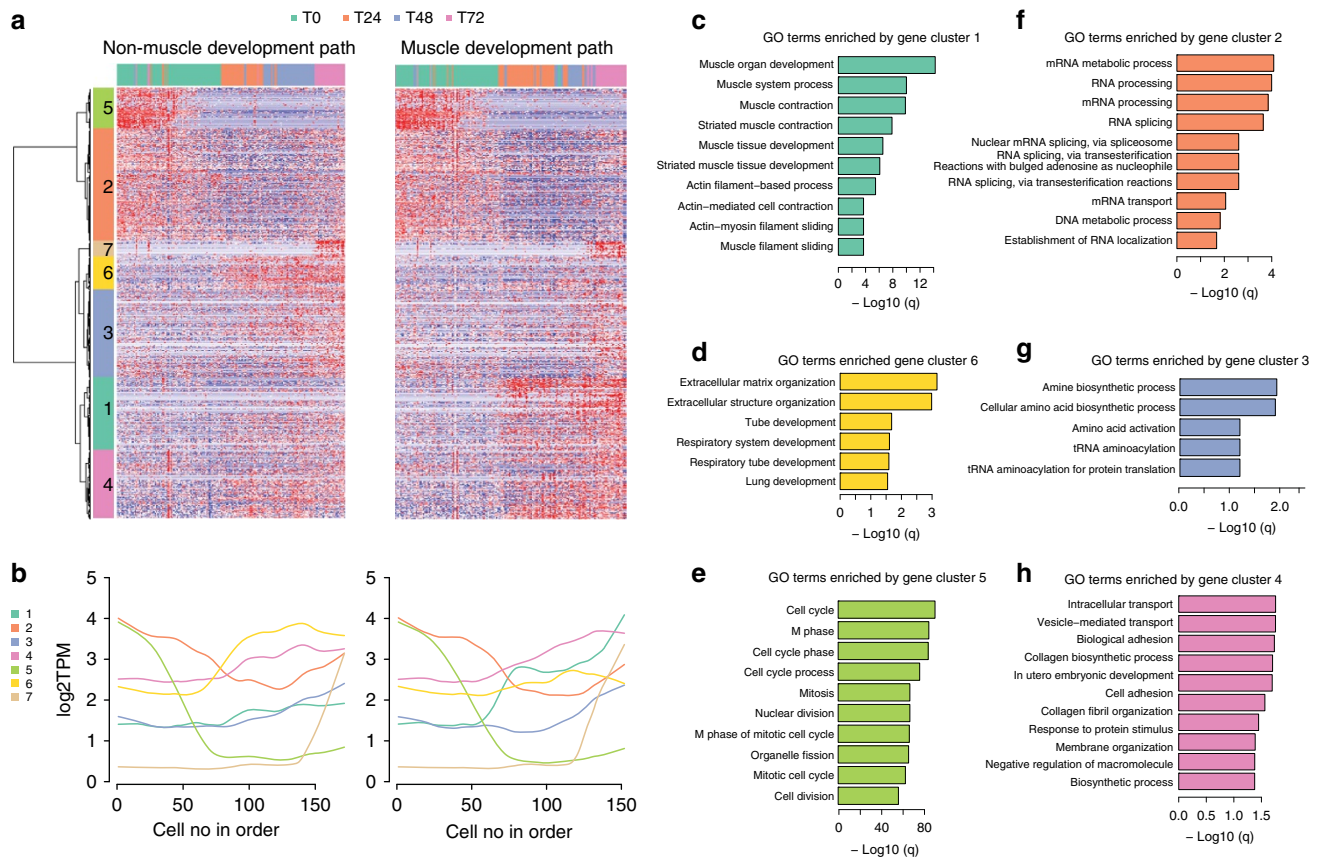 a
T0 T24 T48 T72
Non-muscle development path
Muscle development path
5
2
7
6
3
1
4
b
1
2
3
4
5
6
7
log2TPM
5
4
3
2
1
0
0 50 100 150
Cell no in order
5
4
3
2
1
0
0 50 100 150
Cell no in order
c
GO terms enriched by gene cluster 1
Muscle organ development
Muscle system process
Muscle contraction
Striated muscle contraction
Muscle tissue development
Striated muscle tissue development
Actin filament–based process
Actin–mediated cell contraction
Actin–myosin filament sliding
Muscle filament sliding
0 4 8 12
– Log10 (q)
d
GO terms enriched gene cluster 6
Extracellular matrix organization
Extracellular structure organization
Tube development
Respiratory system development
Respiratory tube development
Lung development
0 1 2 3
– Log10 (q)
e
GO terms enriched by gene cluster 5
Cell cycle
M phase
Cell cycle phase
Cell cycle process
Mitosis
Nuclear division
M phase of mitotic cell cycle
Organelle fission
Mitotic cell cycle
Cell division
0 40 80
– Log10 (q)
f
GO terms enriched by gene cluster 2
mRNA metabolic process
RNA processing
mRNA processing
RNA splicing
Nuclear mRNA splicing, via spliceosome
RNA splicing, via transesterification
Reactions with bulged adenosine as nucleophile
RNA splicing, via transesterification reactions
mRNA transport
DNA metabolic process
Establishment of RNA localization
0 2 4
– Log10 (q)
g
GO terms enriched by gene cluster 3
Amine biosynthetic process
Cellular amino acid biosynthetic process
Amino acid activation
tRNA aminoacylation
tRNA aminoacylation for protein translation
0.0 1.0 2.0
– Log10 (q)
h
GO terms enriched by gene cluster 4
Intracellular transport
Vesicle–mediated transport
Biological adhesion
Collagen biosynthetic process
In utero embryonic development
Cell adhesion
Collagen fibril organization
Response to protein stimulus
Membrane organization
Negative regulation of macromolecule
Biosynthetic process
0.0 0.5 1.0 1.5
– Log10 (q)